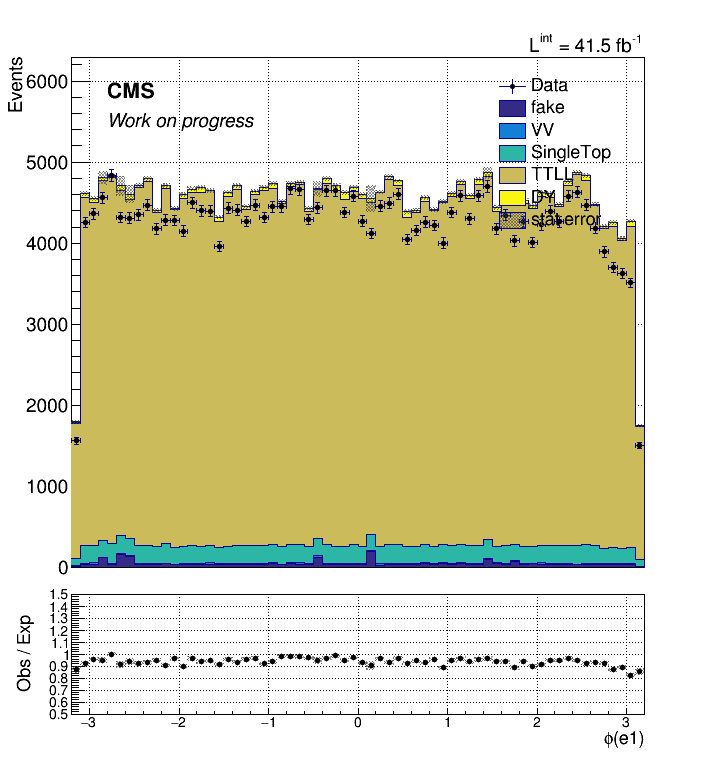 L^int = 41.5 fb^-1
Events
6000
5000
4000
3000
2000
1000
0
CMS
Work on progress
Data
fake
VV
SingleTop
TTLL
DY
stat error
Obs / Exp
1.5
1.4
1.3
1.2
1.1
1
0.9
0.8
0.7
0.6
0.5
−3 −2 −1 0 1 2 3
ϕ(e1)